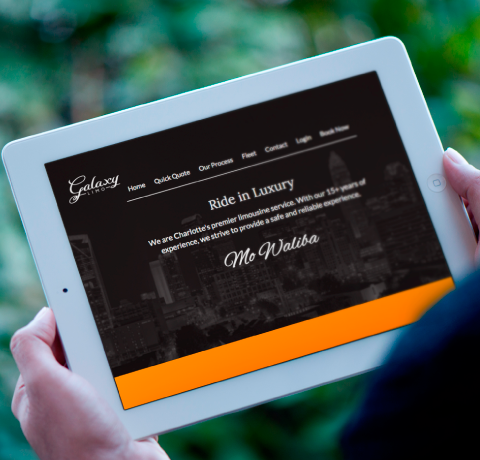 Galaxy
LIMO
Home Quick Quote Our Process Fleet Contact Login Book Now
Ride in Luxury
We are Charlotte's premier limousine service. With our 15+ years of
experience, we strive to provide a safe and reliable experience.
Mo Waliba